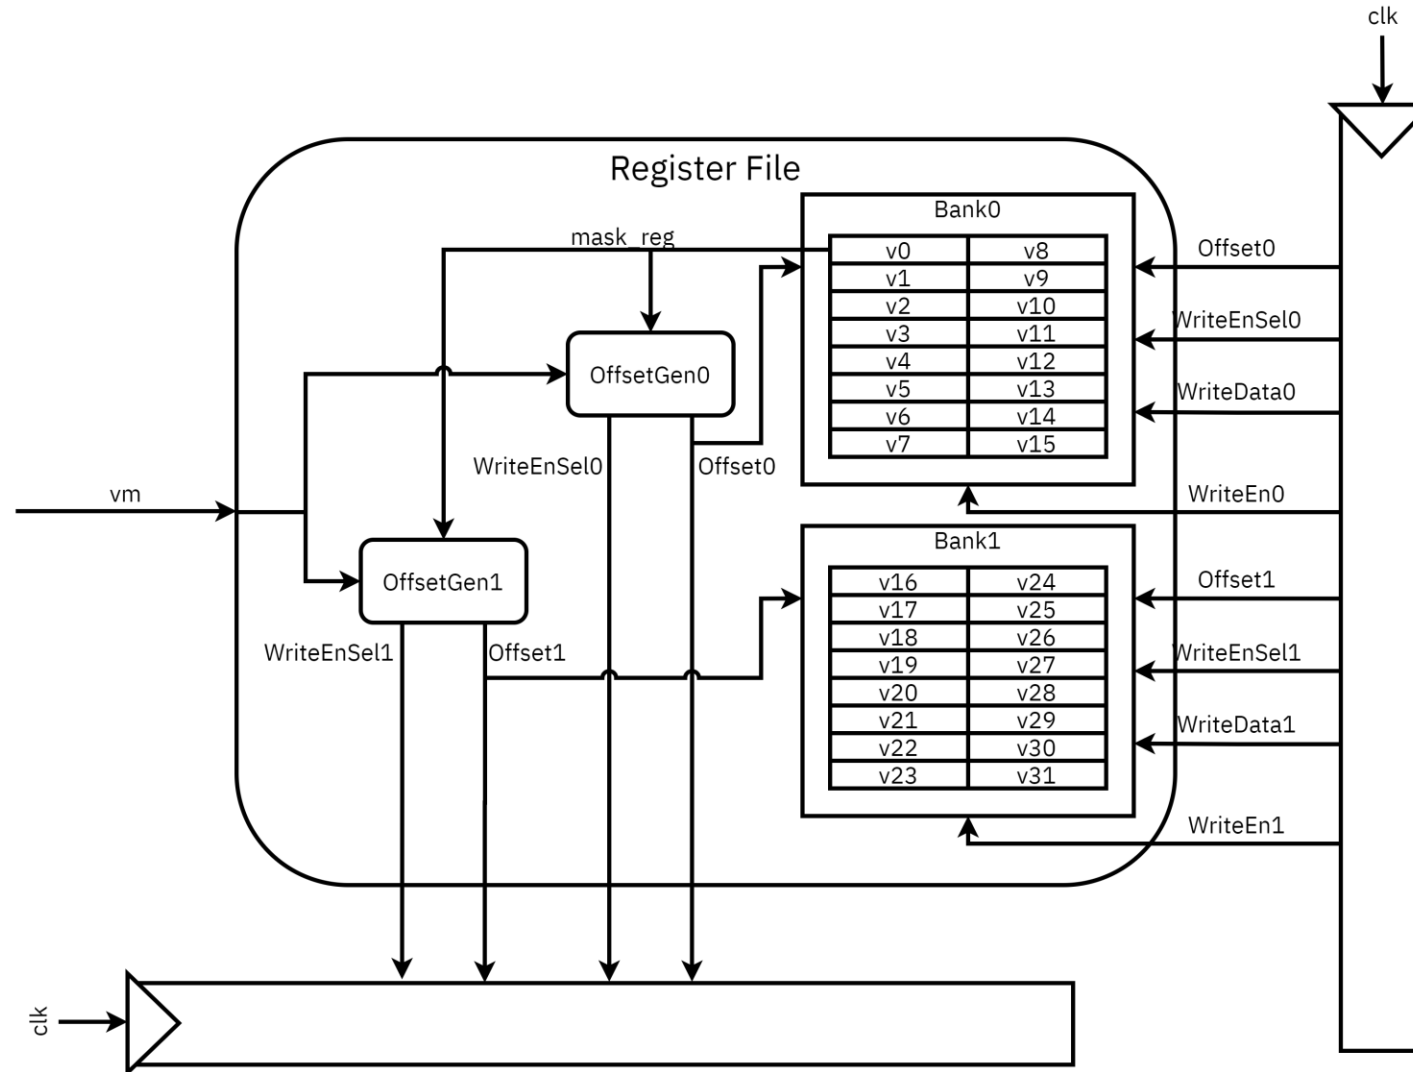 clk
Register File
Bank0
mask_reg
v0 v8
v1 v9
v2 v10
v3 v11
v4 v12
v5 v13
v6 v14
v7 v15
Offset0
WriteEnSel0
WriteData0
WriteEn0
OffsetGen0
WriteEnSel0
Offset0
vm
OffsetGen1
WriteEnSel1
Offset1
Bank1
v16 v24
v17 v25
v18 v26
v19 v27
v20 v28
v21 v29
v22 v30
v23 v31
Offset1
WriteEnSel1
WriteData1
WriteEn1
clk